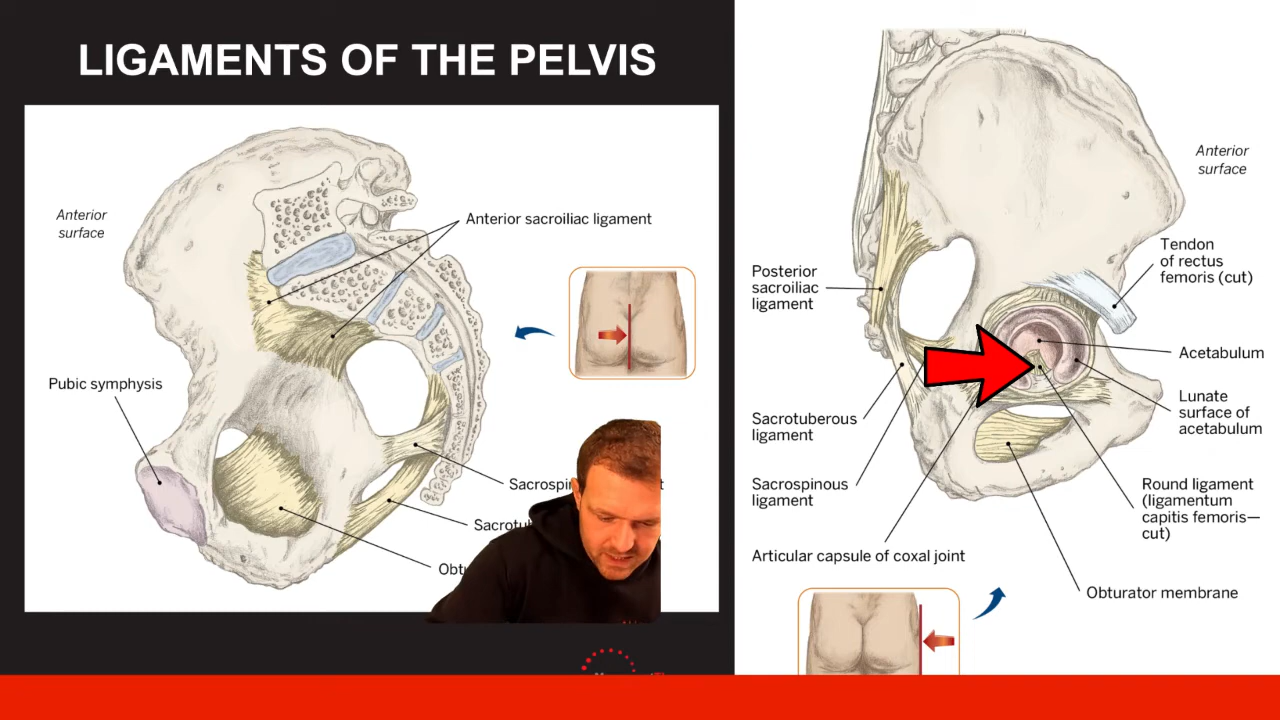 LIGAMENTS OF THE PELVIS
Anterior
surface
Anterior sacroiliac ligament
Pubic symphysis
Anterior
surface
Tendon
of rectus
femoris (cut)
Posterior
sacroiliac
ligament
Acetabulum
Lunate
surface of
acetabulum
Sacrotuberous
ligament
Sacrospinous
ligament
Round ligament
(ligamentum
capitis femoris—
cut)
Articular capsule of coxal joint
Obturator membrane